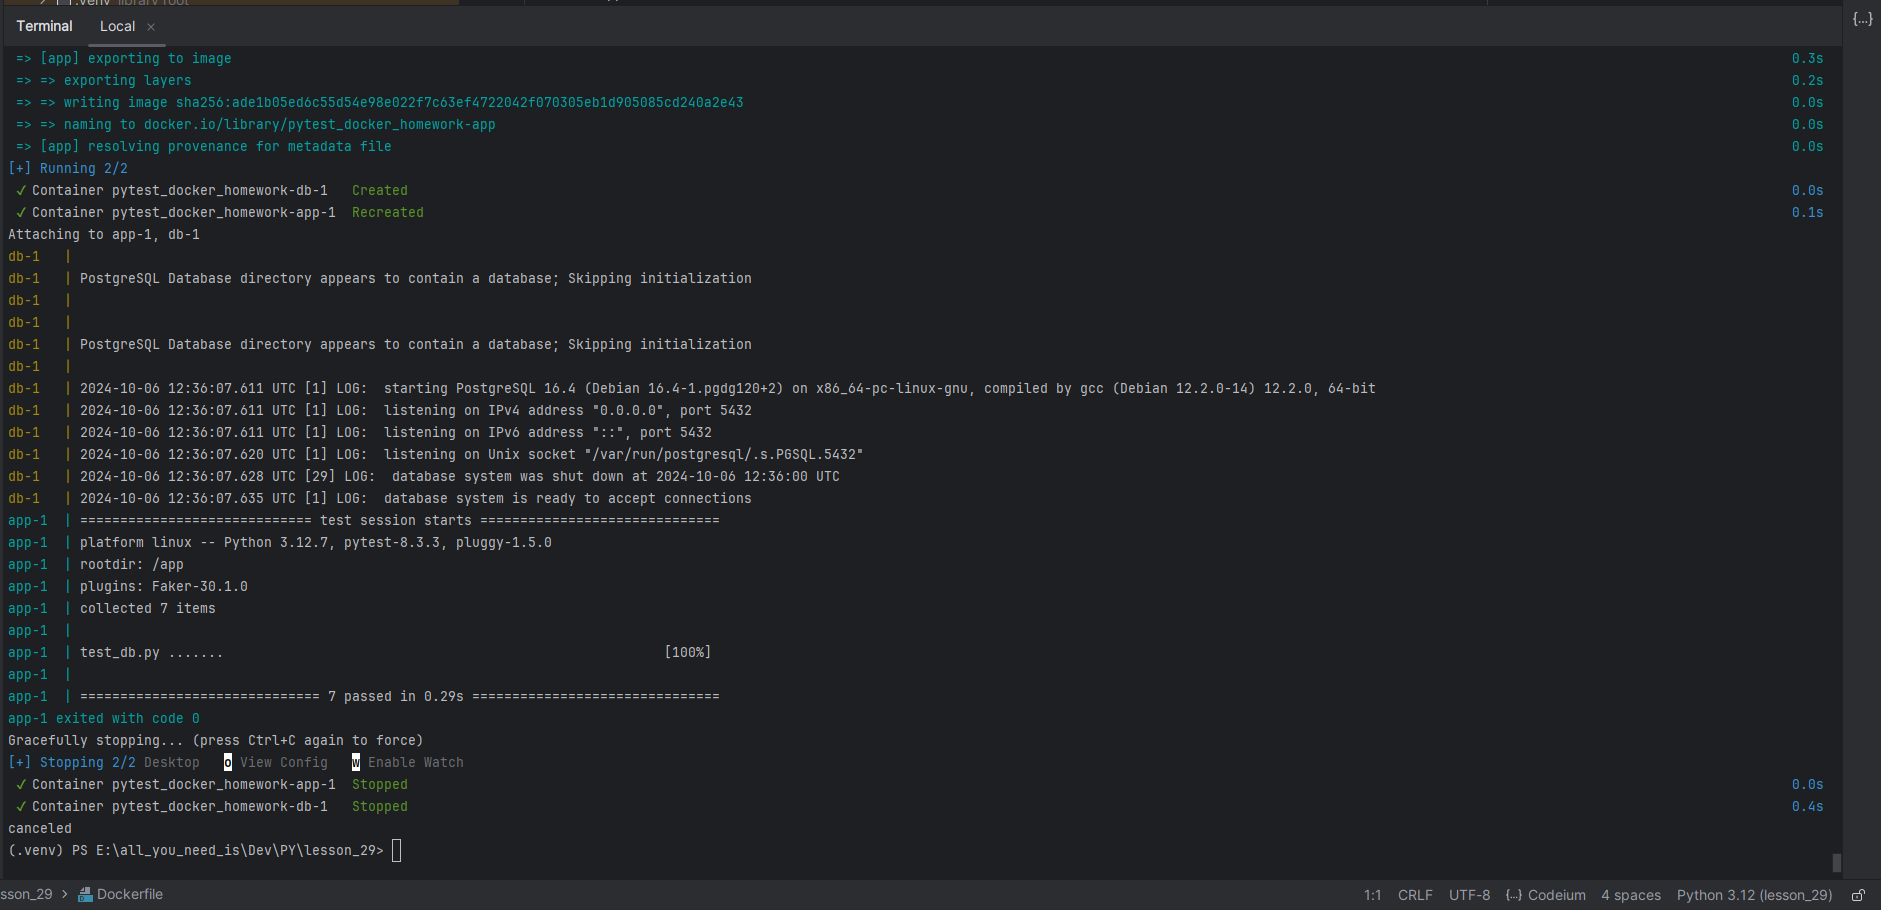 .venv library root
Terminal Local ×
{...}
=> [app] exporting to image 0.3s
=> => exporting layers 0.2s
=> => writing image sha256:ade1b05ed6c55d54e98e022f7c63ef4722042f070305eb1d905085cd240a2e43 0.0s
=> => naming to docker.io/library/pytest_docker_homework-app 0.0s
=> [app] resolving provenance for metadata file 0.0s
[+] Running 2/2
✓ Container pytest_docker_homework-db-1 Created 0.0s
✓ Container pytest_docker_homework-app-1 Recreated 0.1s
Attaching to app-1, db-1
db-1 |
db-1 | PostgreSQL Database directory appears to contain a database; Skipping initialization
db-1 |
db-1 |
db-1 | PostgreSQL Database directory appears to contain a database; Skipping initialization
db-1 |
db-1 | 2024-10-06 12:36:07.611 UTC [1] LOG: starting PostgreSQL 16.4 (Debian 16.4-1.pgdg120+2) on x86_64-pc-linux-gnu, compiled by gcc (Debian 12.2.0-14) 12.2.0, 64-bit
db-1 | 2024-10-06 12:36:07.611 UTC [1] LOG: listening on IPv4 address "0.0.0.0", port 5432
db-1 | 2024-10-06 12:36:07.611 UTC [1] LOG: listening on IPv6 address "::", port 5432
db-1 | 2024-10-06 12:36:07.620 UTC [1] LOG: listening on Unix socket "/var/run/postgresql/.s.PGSQL.5432"
db-1 | 2024-10-06 12:36:07.628 UTC [29] LOG: database system was shut down at 2024-10-06 12:36:00 UTC
db-1 | 2024-10-06 12:36:07.635 UTC [1] LOG: database system is ready to accept connections
app-1 | ============================= test session starts ==============================
app-1 | platform linux -- Python 3.12.7, pytest-8.3.3, pluggy-1.5.0
app-1 | rootdir: /app
app-1 | plugins: Faker-30.1.0
app-1 | collected 7 items
app-1 |
app-1 | test_db.py ....... [100%]
app-1 |
app-1 | ============================== 7 passed in 0.29s ===============================
app-1 exited with code 0
Gracefully stopping... (press Ctrl+C again to force)
[+] Stopping 2/2 Desktop o View Config w Enable Watch
✓ Container pytest_docker_homework-app-1 Stopped 0.0s
✓ Container pytest_docker_homework-db-1 Stopped 0.4s
canceled
(.venv) PS E:\all_you_need_is\Dev\PY\lesson_29>
sson_29 > Dockerfile 1:1 CRLF UTF-8 {...} Codeium 4 spaces Python 3.12 (lesson_29)